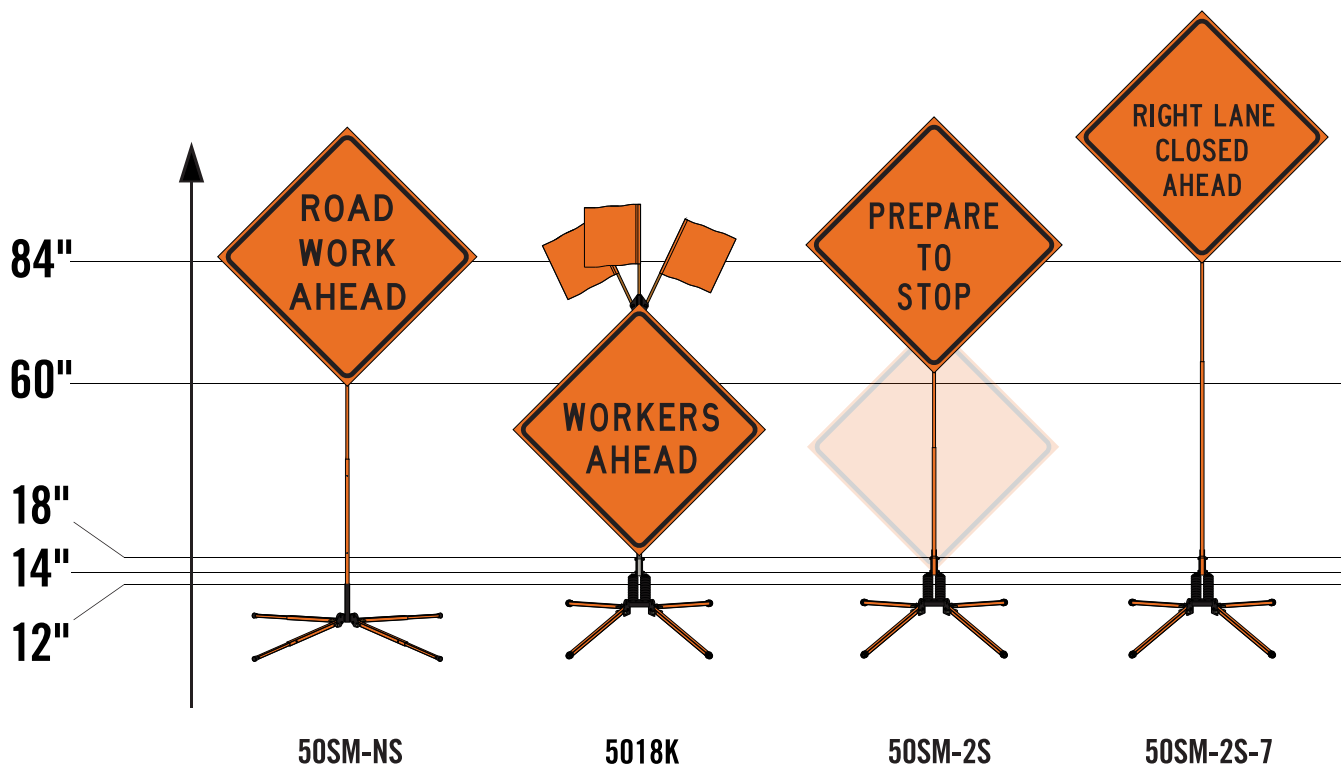 84"
60"
18"
14"
12"
ROAD
WORK
AHEAD
WORKERS
AHEAD
PREPARE
TO
STOP
RIGHT LANE
CLOSED
AHEAD
50SM-NS
5018K
50SM-2S
50SM-2S-7